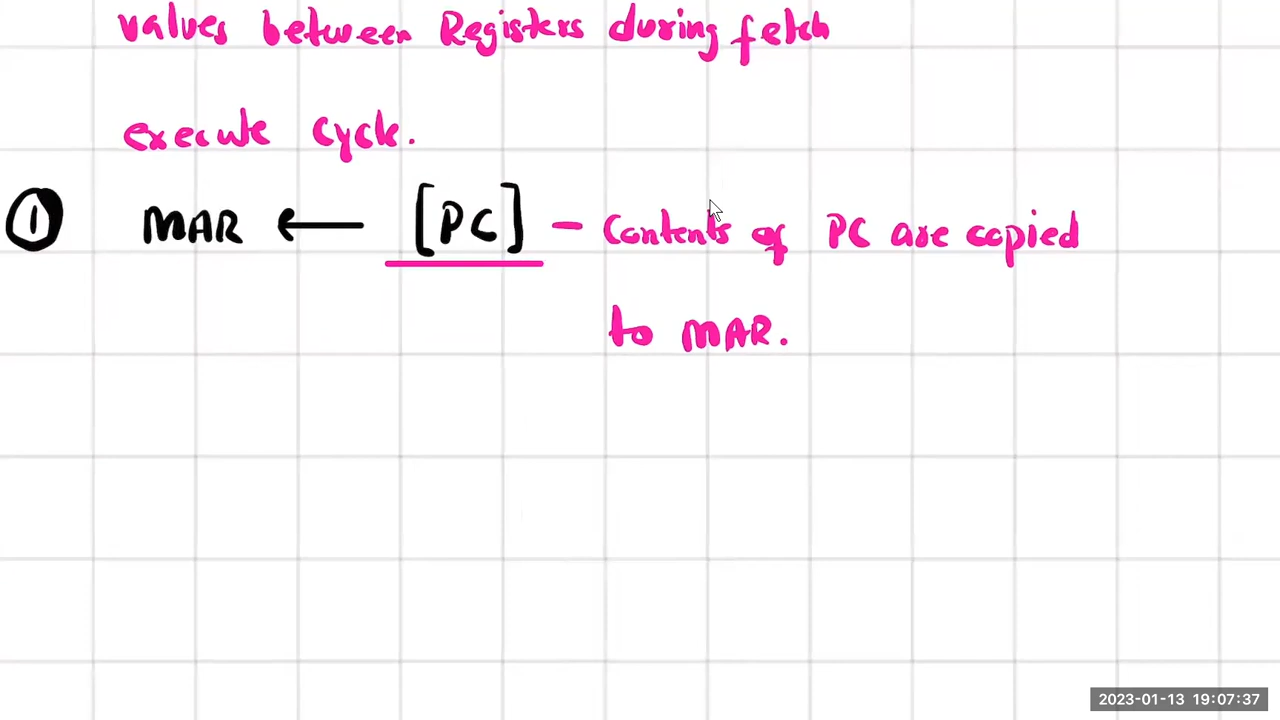 values between Registers during fetch
execute cycle.
① MAR ← [PC] - Contents of PC are copied
to MAR.
2023-01-13 19:07:37